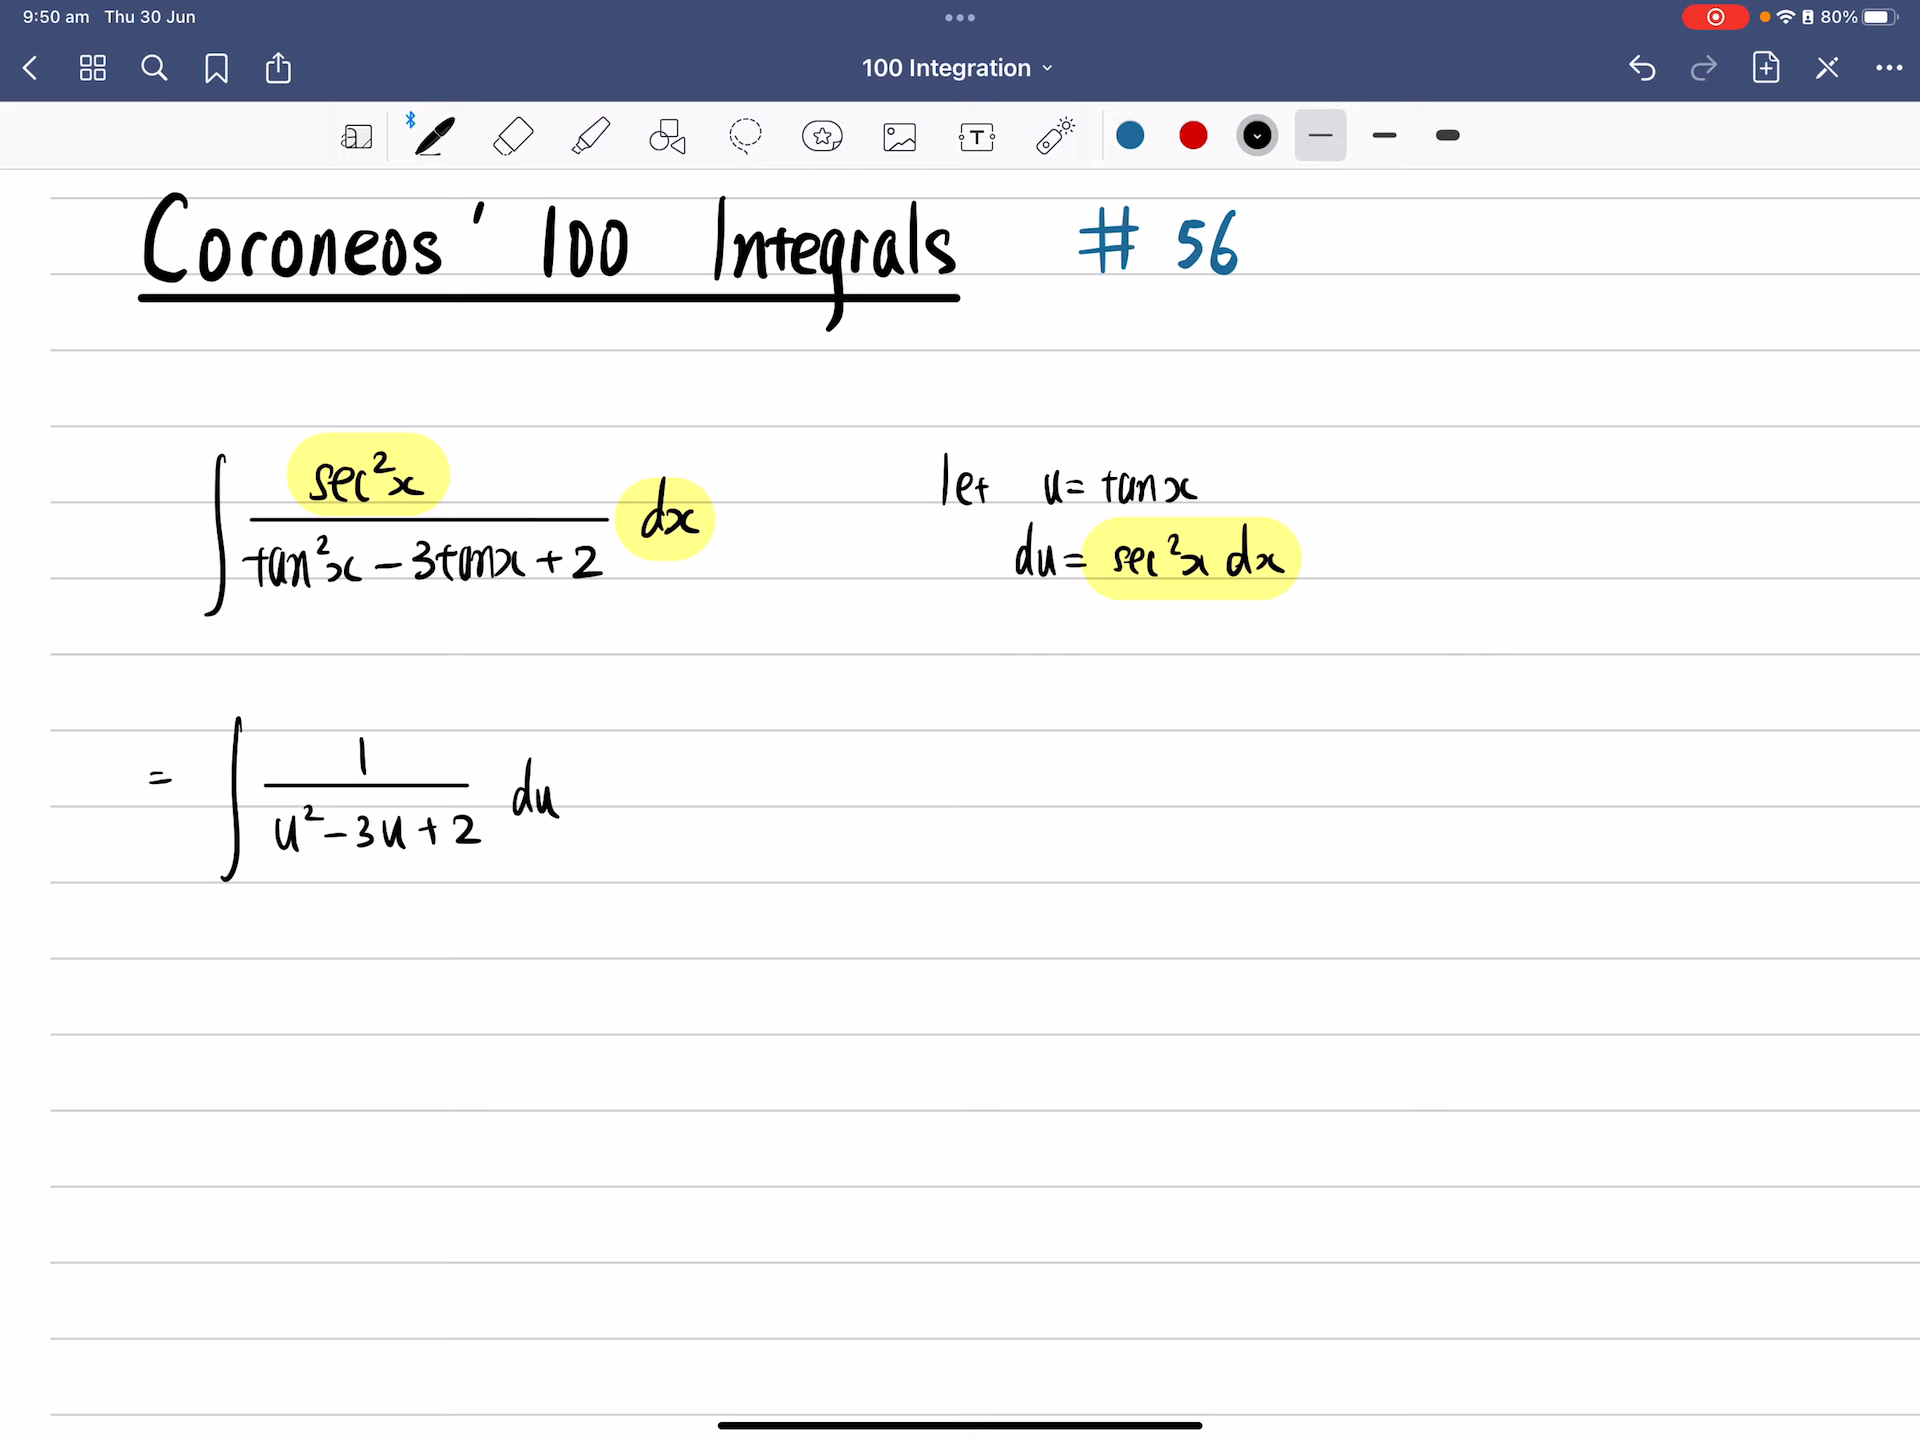 9:50 am Thu 30 Jun
80%
100 Integration
T
Coroneos' 100 Integrals # 56
∫ sec²x / (tan²x − 3tanx + 2) dx
let u = tanx
du = sec²x dx
= ∫ 1 / (u² − 3u + 2) du